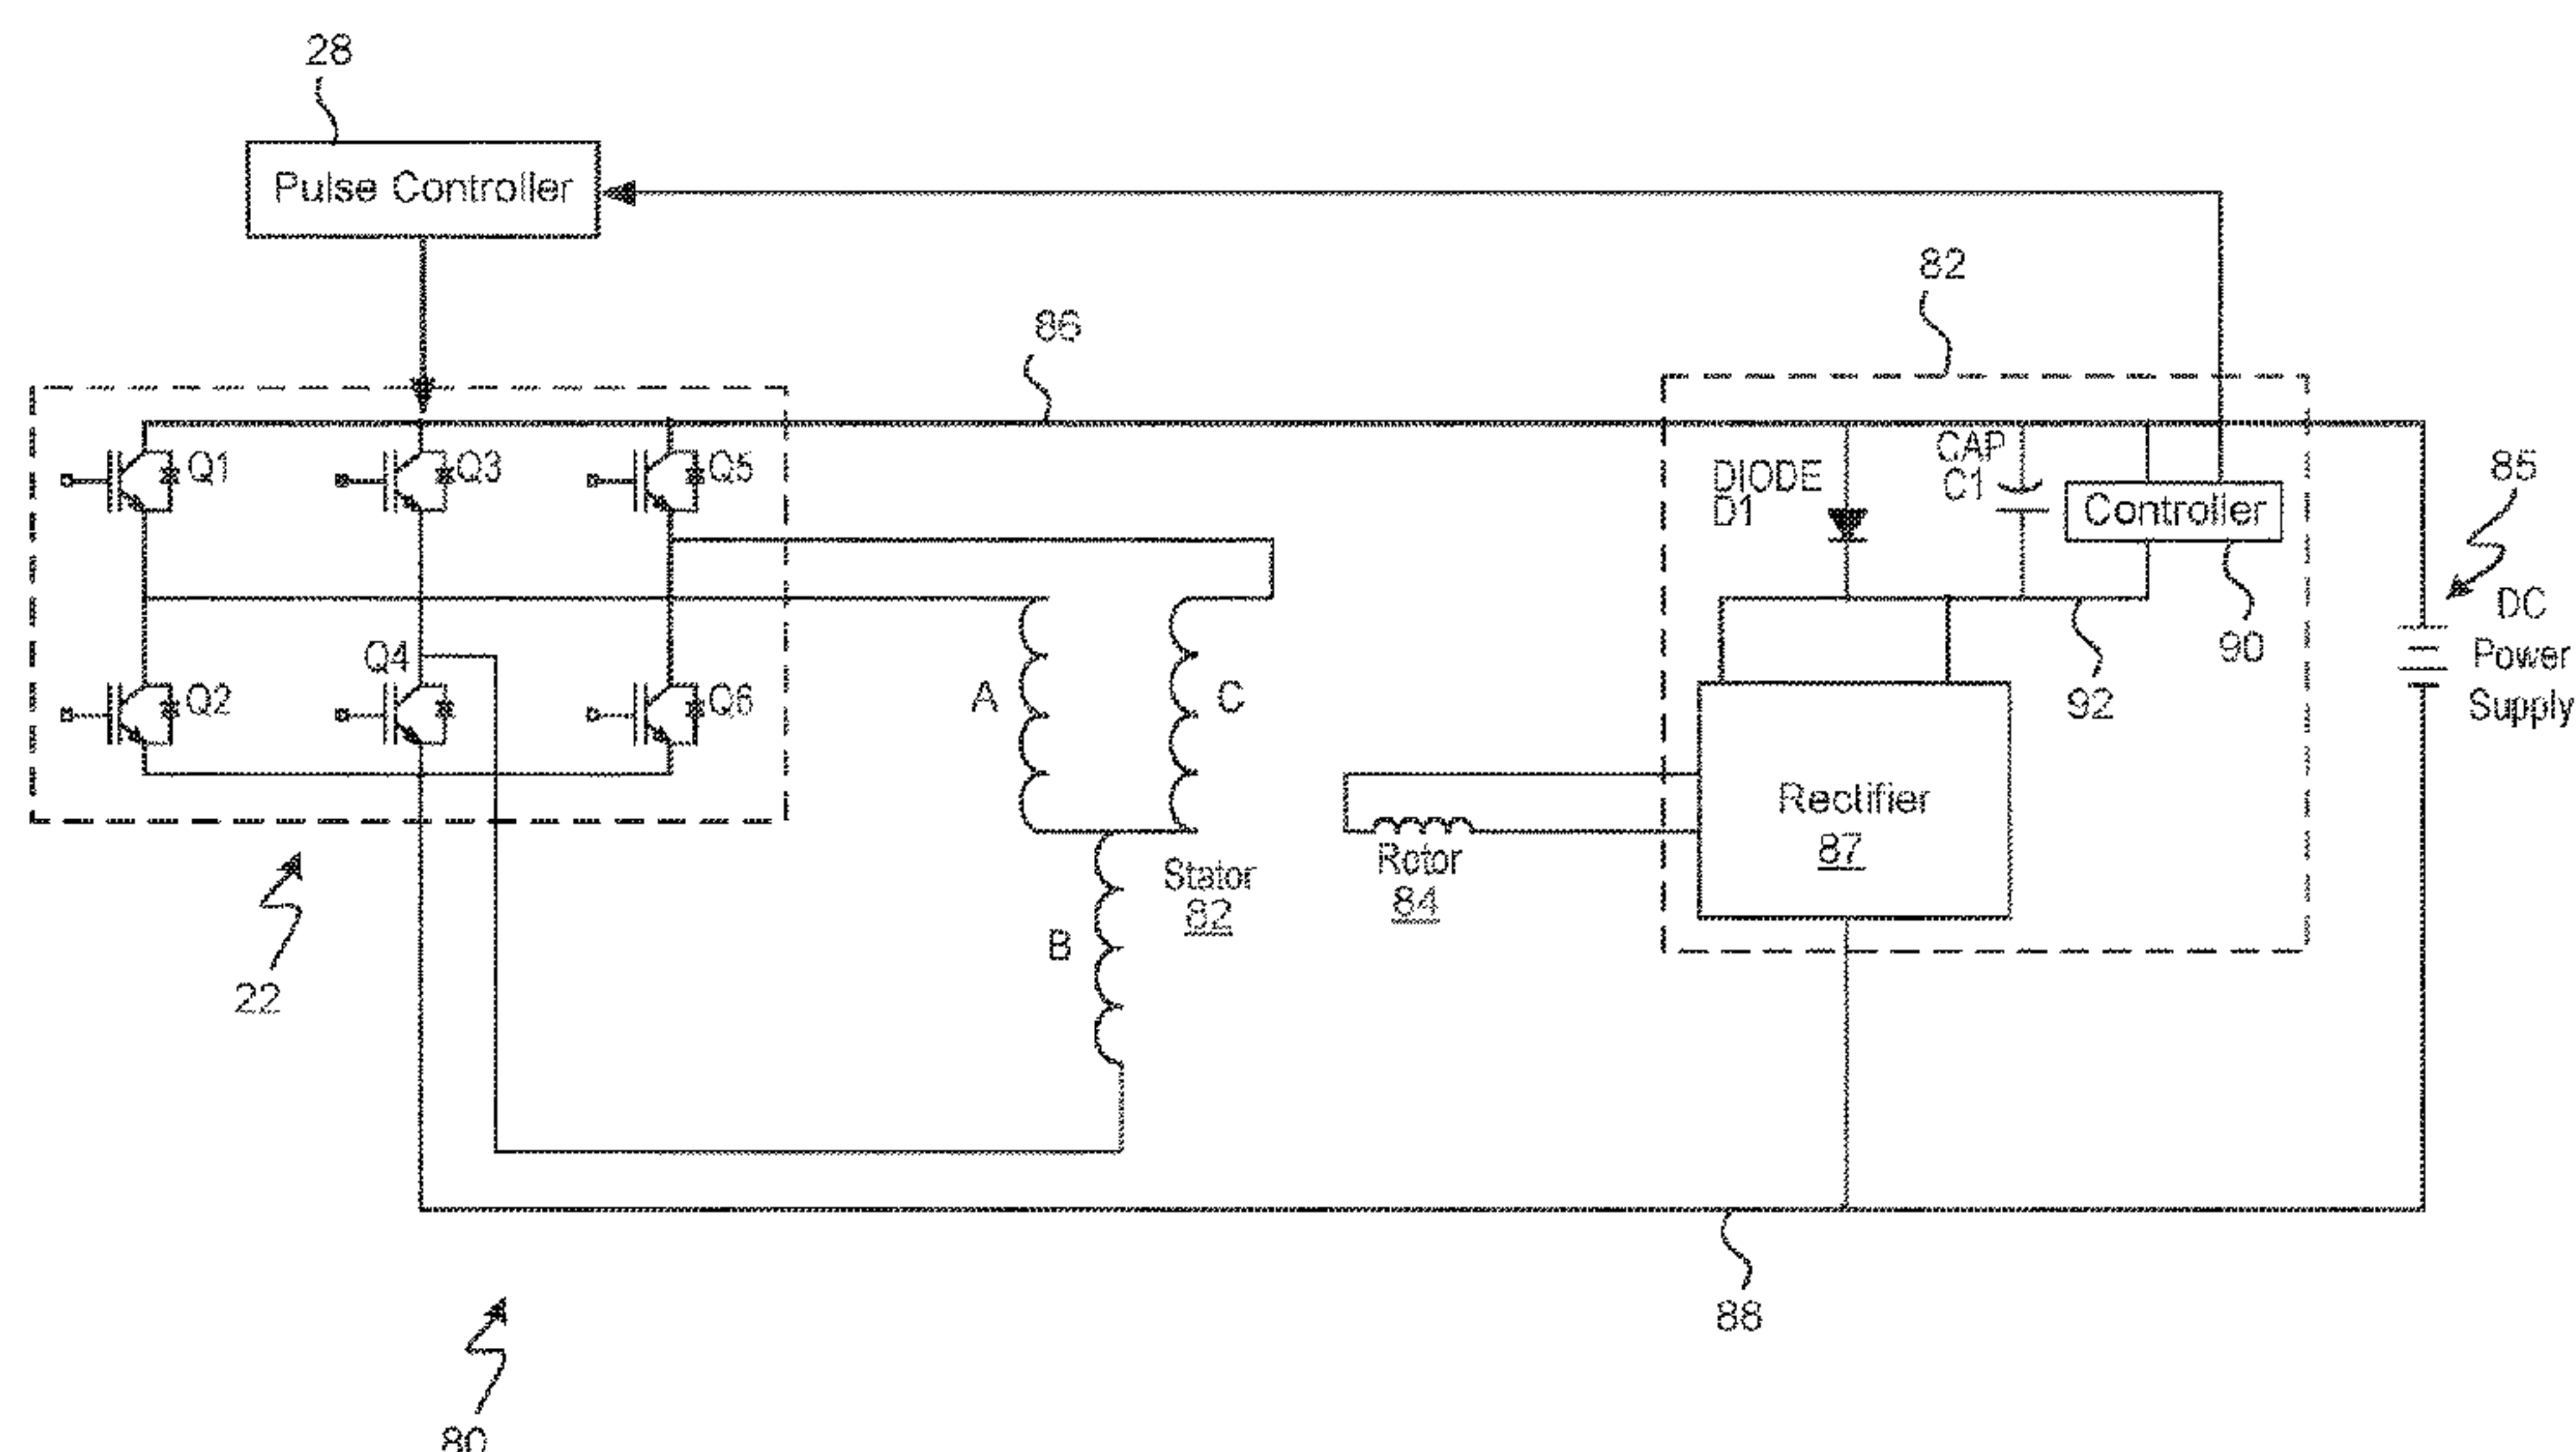 28
Pulse Controller
82
86
Q1
Q3
Q5
DIODE
D1
CAP
C1
Controller
85
DC
Power
Supply
90
92
Q4
Q2
Q6
A
C
Rectifier
87
Rotor
84
Stator
82
B
22
88
80